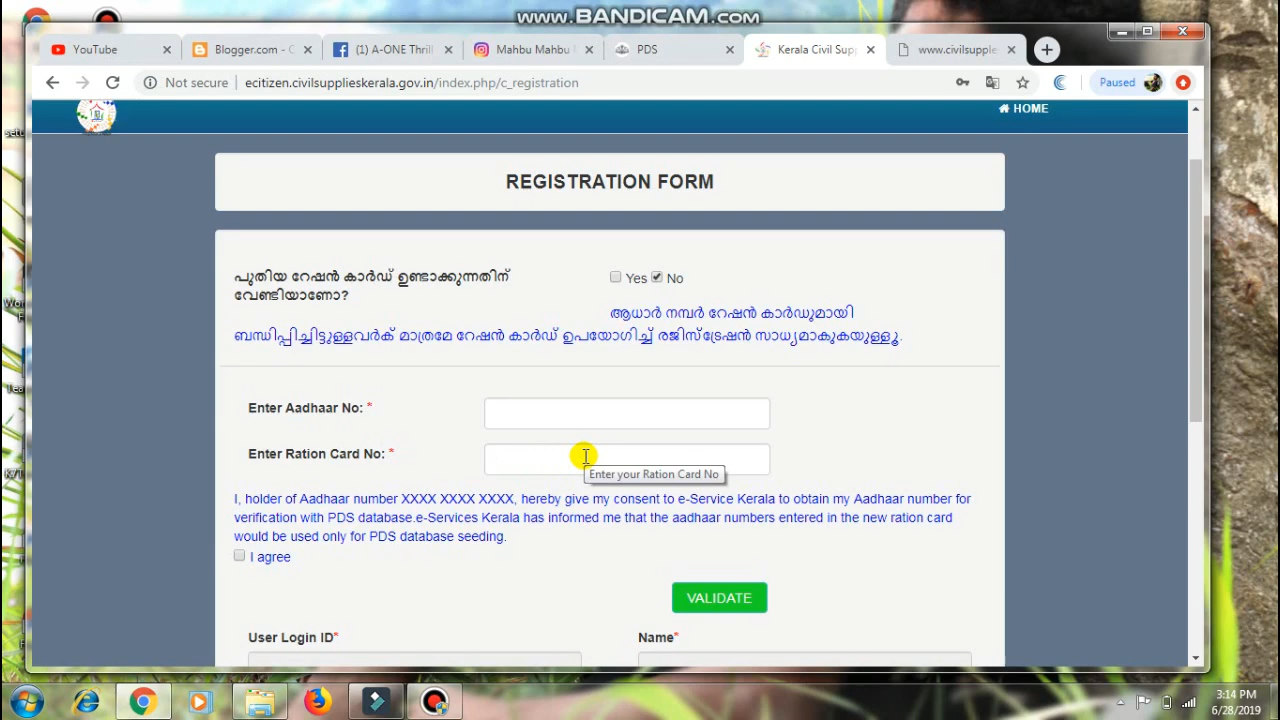 www.BANDICAM.com
YouTube
Blogger.com - C
(1) A-ONE Thrill
Mahbu Mahbu
PDS
Kerala Civil Supp
www.civilsupple
Not secure
ecitizen.civilsupplieskerala.gov.in/index.php/c_registration
Paused
HOME
REGISTRATION FORM
പുതിയ റേഷൻ കാർഡ് ഉണ്ടാക്കുന്നതിന്
വേണ്ടിയാണോ?
Yes No
ആധാർ നമ്പർ റേഷൻ കാർഡുമായി
ബന്ധിപ്പിച്ചിട്ടുള്ളവർക് മാത്രമേ റേഷൻ കാർഡ് ഉപയോഗിച്ച് രജിസ്ട്രേഷൻ സാധ്യമാകുകയുള്ളൂ.
Enter Aadhaar No: *
Enter Ration Card No: *
Enter your Ration Card No
I, holder of Aadhaar number XXXX XXXX XXXX, hereby give my consent to e-Service Kerala to obtain my Aadhaar number for
verification with PDS database.e-Services Kerala has informed me that the aadhaar numbers entered in the new ration card
would be used only for PDS database seeding.
I agree
VALIDATE
User Login ID*
Name*
3:14 PM
6/28/2019